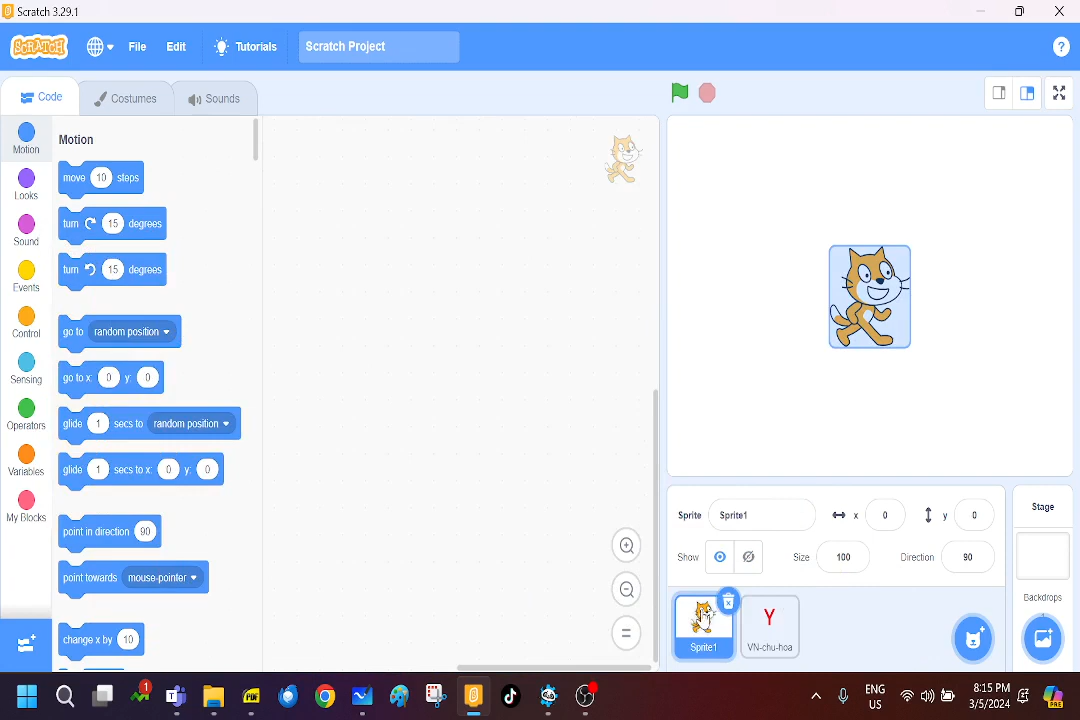 Scratch 3.29.1
SCRATCH File Edit Tutorials Scratch Project ?
Code Costumes Sounds
Motion
Looks
Sound
Events
Control
Sensing
Operators
Variables
My Blocks
Motion
move 10 steps
turn 15 degrees
turn 15 degrees
go to random position
go to x: 0 y: 0
glide 1 secs to random position
glide 1 secs to x: 0 y: 0
point in direction 90
point towards mouse-pointer
change x by 10
Sprite Sprite1 x 0 y 0
Show Size 100 Direction 90
Sprite1
Y
VN-chu-hoa
Stage
Backdrops
1
PDF
ENG
US
8:15 PM
3/5/2024
PRE